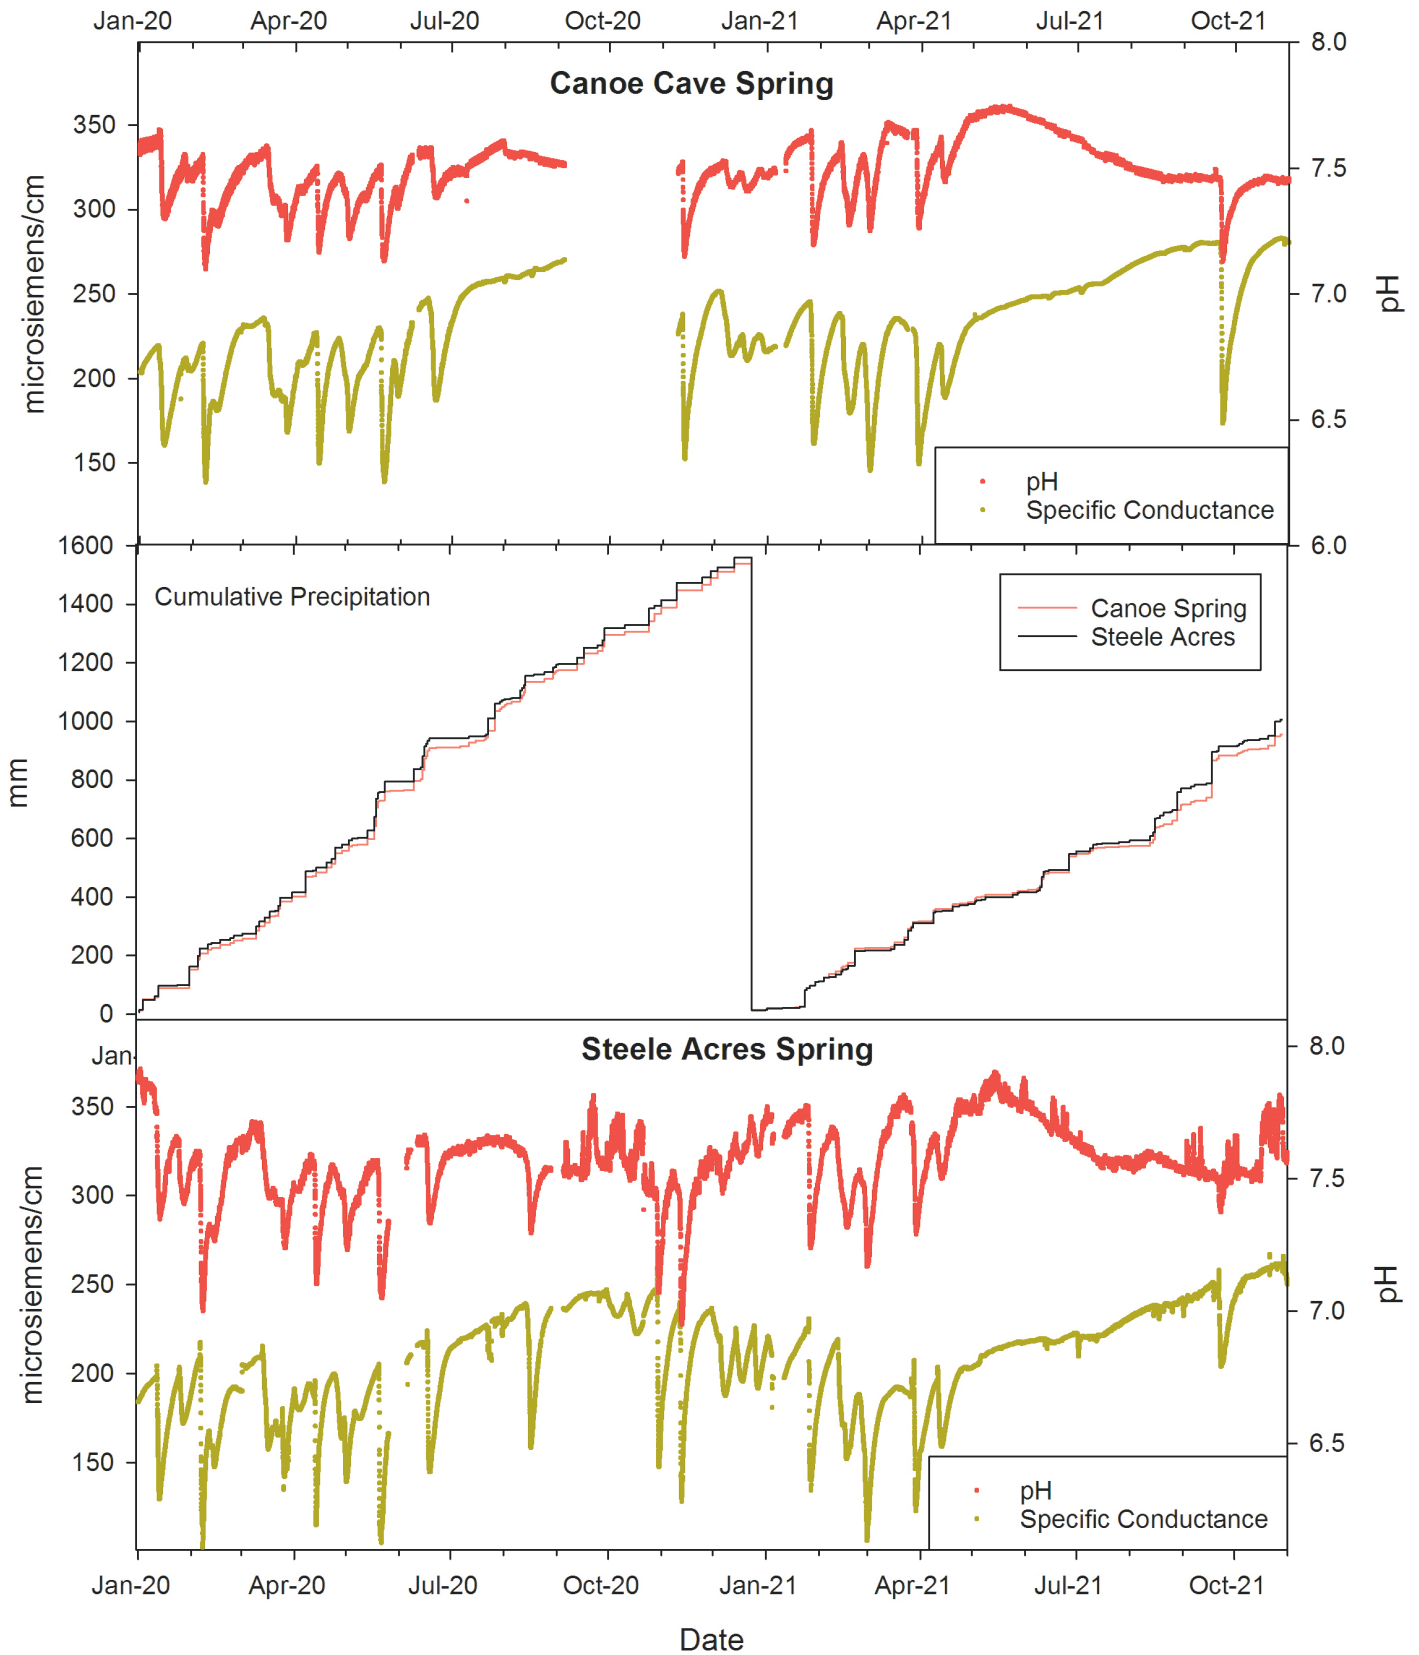 Jan-20 Apr-20 Jul-20 Oct-20 Jan-21 Apr-21 Jul-21 Oct-21
8.0
Canoe Cave Spring
350
7.5
300
microsiemens/cm
250
7.0
pH
200
6.5
150
pH
Specific Conductance
1600
6.0
Cumulative Precipitation
1400
Canoe Spring
Steele Acres
1200
1000
mm
800
600
400
200
0
Jan-
Steele Acres Spring
8.0
350
7.5
300
microsiemens/cm
250
7.0
pH
200
6.5
150
pH
Specific Conductance
Jan-20 Apr-20 Jul-20 Oct-20 Jan-21 Apr-21 Jul-21 Oct-21
Date